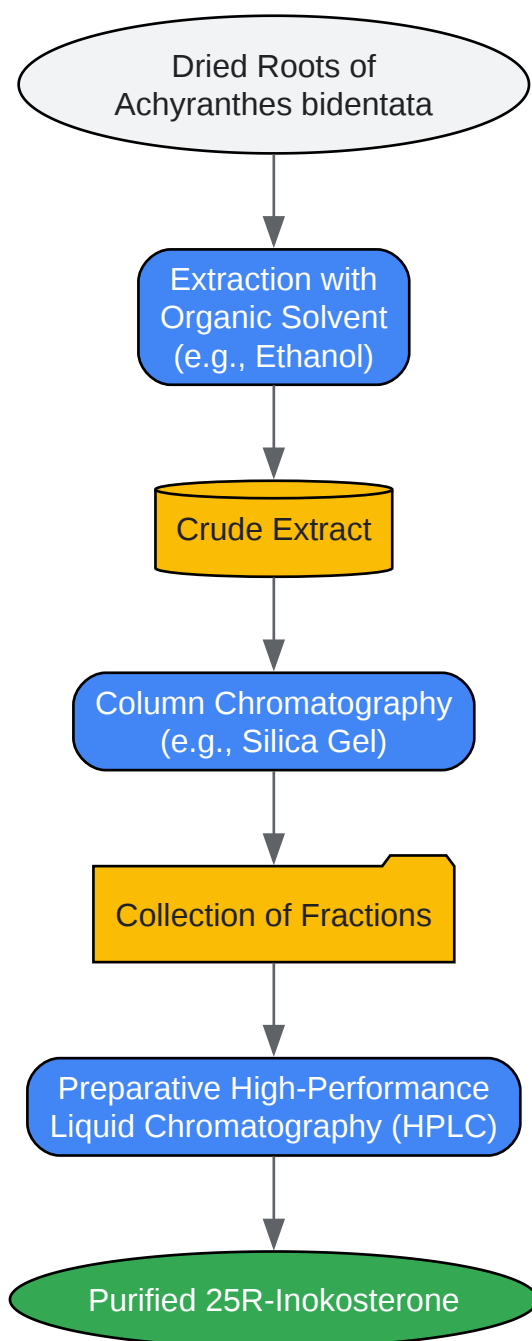 Dried Roots of
Achyranthes bidentata
Extraction with
Organic Solvent
(e.g., Ethanol)
Crude Extract
Column Chromatography
(e.g., Silica Gel)
Collection of Fractions
Preparative High-Performance
Liquid Chromatography (HPLC)
Purified 25R-Inokosterone